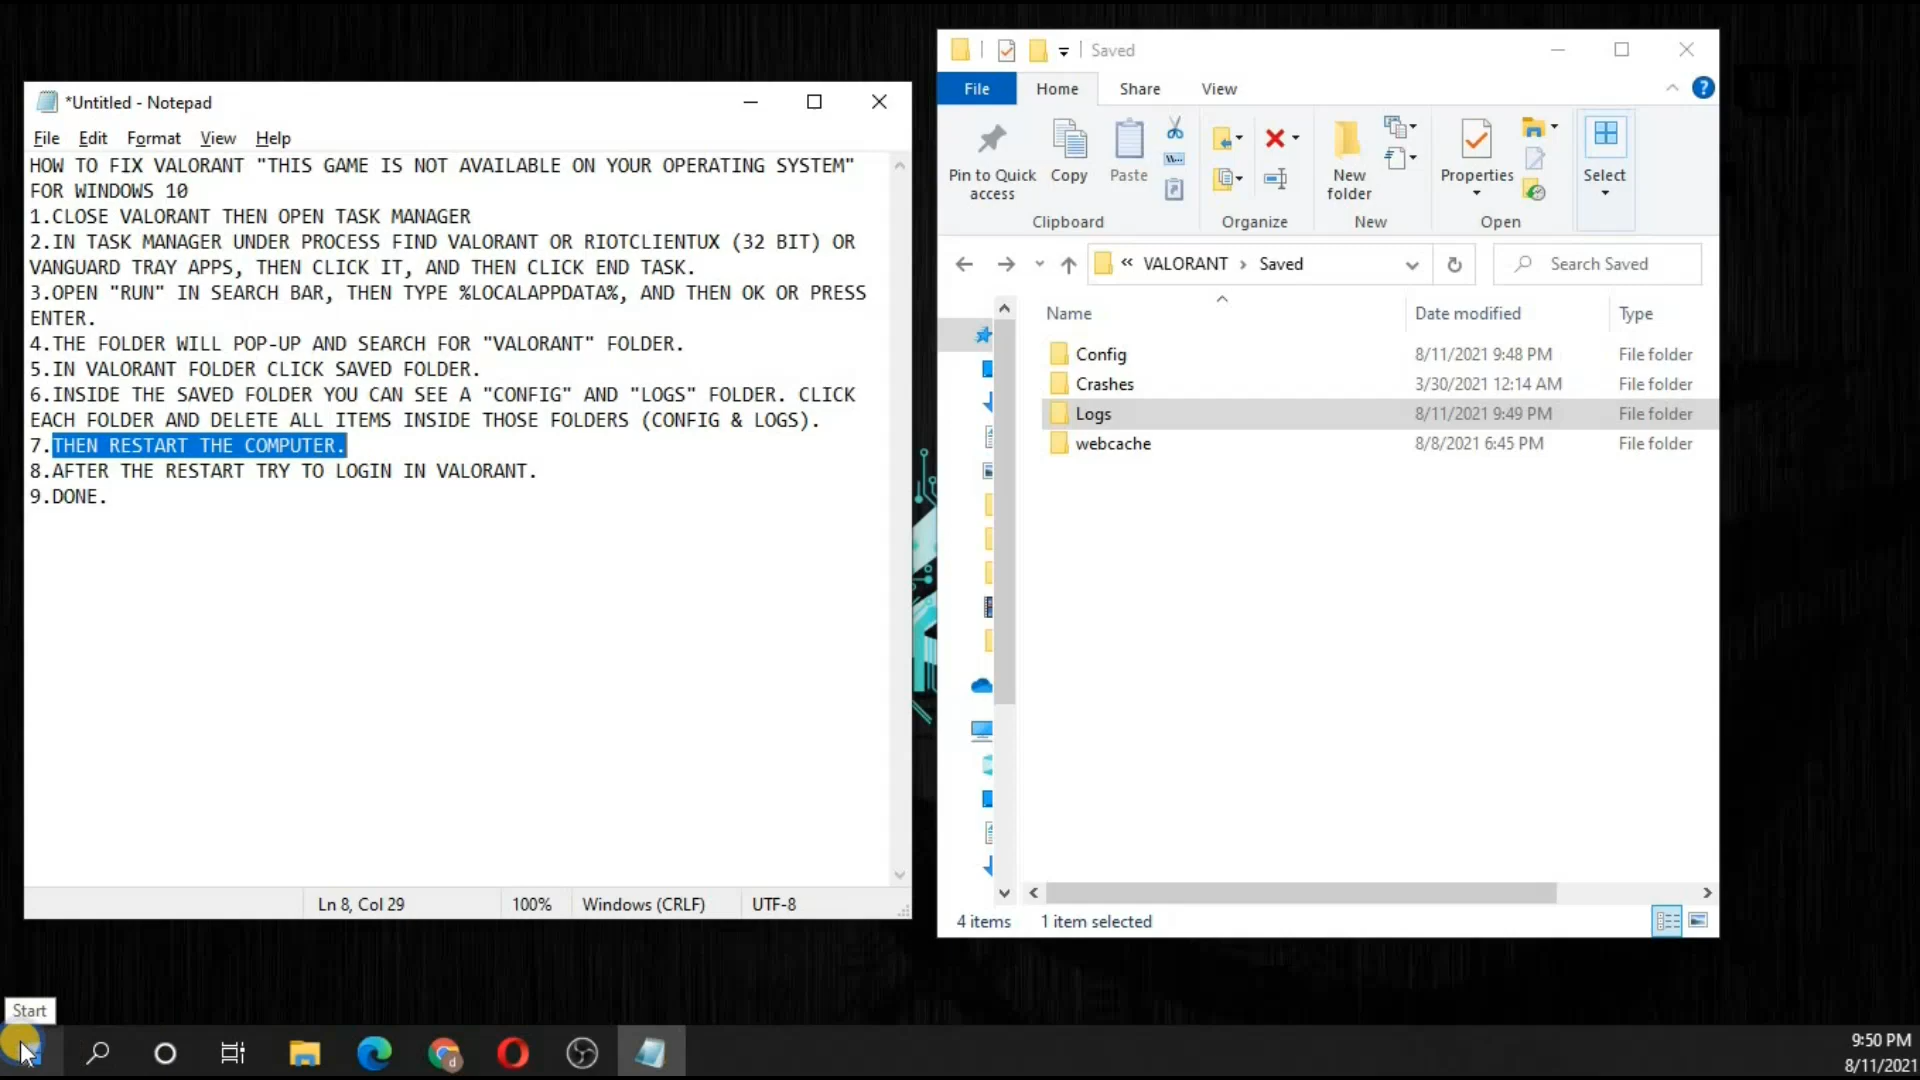 *Untitled - Notepad
File Edit Format View Help
HOW TO FIX VALORANT "THIS GAME IS NOT AVAILABLE ON YOUR OPERATING SYSTEM"
FOR WINDOWS 10
1.CLOSE VALORANT THEN OPEN TASK MANAGER
2.IN TASK MANAGER UNDER PROCESS FIND VALORANT OR RIOTCLIENTUX (32 BIT) OR
VANGUARD TRAY APPS, THEN CLICK IT, AND THEN CLICK END TASK.
3.OPEN "RUN" IN SEARCH BAR, THEN TYPE %LOCALAPPDATA%, AND THEN OK OR PRESS
ENTER.
4.THE FOLDER WILL POP-UP AND SEARCH FOR "VALORANT" FOLDER.
5.IN VALORANT FOLDER CLICK SAVED FOLDER.
6.INSIDE THE SAVED FOLDER YOU CAN SEE A "CONFIG" AND "LOGS" FOLDER. CLICK
EACH FOLDER AND DELETE ALL ITEMS INSIDE THOSE FOLDERS (CONFIG & LOGS).
7.THEN RESTART THE COMPUTER.
8.AFTER THE RESTART TRY TO LOGIN IN VALORANT.
9.DONE.
Ln 8, Col 29 100% Windows (CRLF) UTF-8
Saved
File Home Share View
Pin to Quick access Copy Paste New folder Properties Select
Clipboard Organize New Open
« VALORANT › Saved Search Saved
Name Date modified Type
Config 8/11/2021 9:48 PM File folder
Crashes 3/30/2021 12:14 AM File folder
Logs 8/11/2021 9:49 PM File folder
webcache 8/8/2021 6:45 PM File folder
4 items 1 item selected
Start
d
9:50 PM
8/11/2021